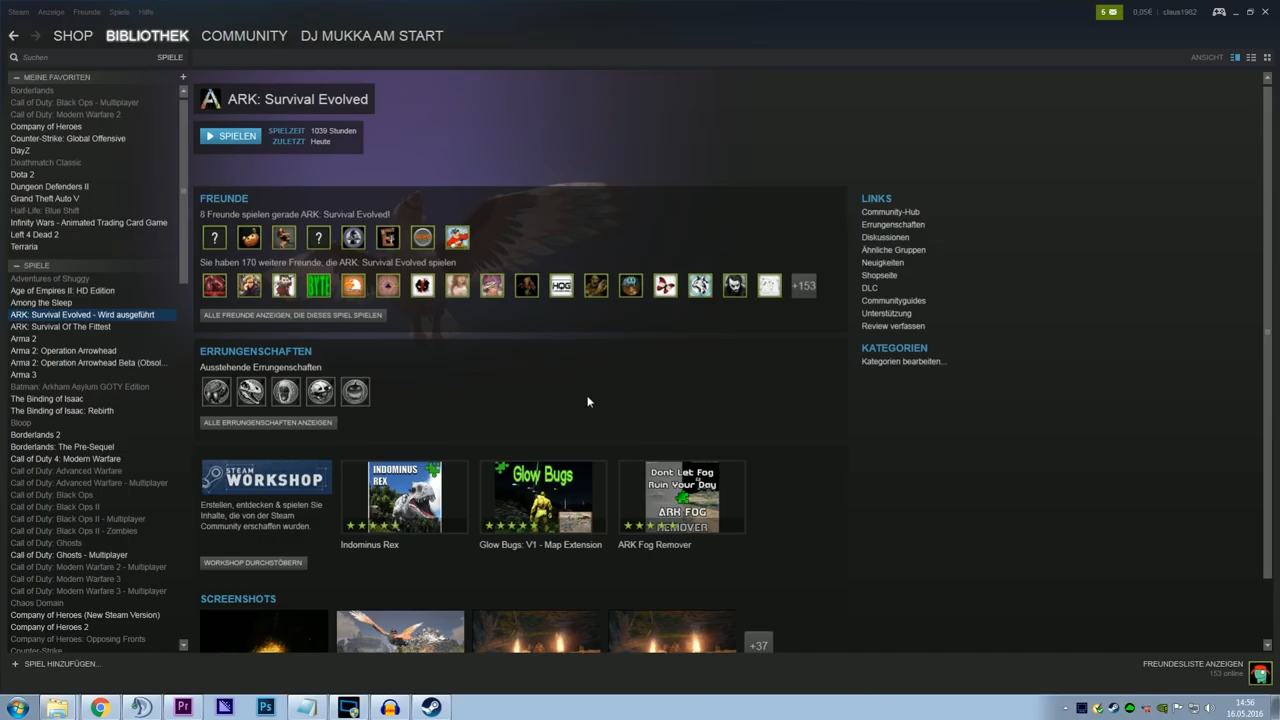 Steam Anzeige Freunde Spiele Hilfe
6 0,05€ claus1982
SHOP BIBLIOTHEK COMMUNITY DJ MUKKA AM START
Suchen SPIELE
ANSICHT
MEINE FAVORITEN
Borderlands
Call of Duty: Black Ops - Multiplayer
Call of Duty: Modern Warfare 2
Company of Heroes
Counter-Strike: Global Offensive
DayZ
Deathmatch Classic
Dota 2
Dungeon Defenders II
Grand Theft Auto V
Half-Life: Blue Shift
Infinity Wars - Animated Trading Card Game
Left 4 Dead 2
Terraria
SPIELE
Adventures of Shuggy
Age of Empires II: HD Edition
Among the Sleep
ARK: Survival Evolved - Wird ausgeführt
ARK: Survival Of The Fittest
Arma 2
Arma 2: Operation Arrowhead
Arma 2: Operation Arrowhead Beta (Obsol...
Arma 3
Batman: Arkham Asylum GOTY Edition
The Binding of Isaac
The Binding of Isaac: Rebirth
Bloop
Borderlands 2
Borderlands: The Pre-Sequel
Call of Duty 4: Modern Warfare
Call of Duty: Advanced Warfare
Call of Duty: Advanced Warfare - Multiplayer
Call of Duty: Black Ops
Call of Duty: Black Ops II
Call of Duty: Black Ops II - Multiplayer
Call of Duty: Black Ops II - Zombies
Call of Duty: Ghosts
Call of Duty: Ghosts - Multiplayer
Call of Duty: Modern Warfare 2 - Multiplayer
Call of Duty: Modern Warfare 3
Call of Duty: Modern Warfare 3 - Multiplayer
Chaos Domain
Company of Heroes (New Steam Version)
Company of Heroes 2
Company of Heroes: Opposing Fronts
Counter-Strike
SPIEL HINZUFÜGEN...
ARK: Survival Evolved
SPIELEN
SPIELZEIT 1039 Stunden
ZULETZT Heute
FREUNDE
8 Freunde spielen gerade ARK: Survival Evolved!
? ?
Sie haben 170 weitere Freunde, die ARK: Survival Evolved spielen
BYTE HQG +153
ALLE FREUNDE ANZEIGEN, DIE DIESES SPIEL SPIELEN
ERRUNGENSCHAFTEN
Ausstehende Errungenschaften
ALLE ERRUNGENSCHAFTEN ANZEIGEN
STEAM
WORKSHOP
Erstellen, entdecken & spielen Sie
Inhalte, die von der Steam
Community erschaffen wurden.
WORKSHOP DURCHSTÖBERN
INDOMINUS
REX
Indominus Rex
Glow Bugs
Glow Bugs: V1 - Map Extension
Dont Let Fog
Ruin Your Day
ARK FOG
REMOVER
ARK Fog Remover
SCREENSHOTS
+37
LINKS
Community-Hub
Errungenschaften
Diskussionen
Ähnliche Gruppen
Neuigkeiten
Shopseite
DLC
Communityguides
Unterstützung
Review verfassen
KATEGORIEN
Kategorien bearbeiten...
FREUNDESLISTE ANZEIGEN
153 online
Pr Ps
14:56
16.05.2016